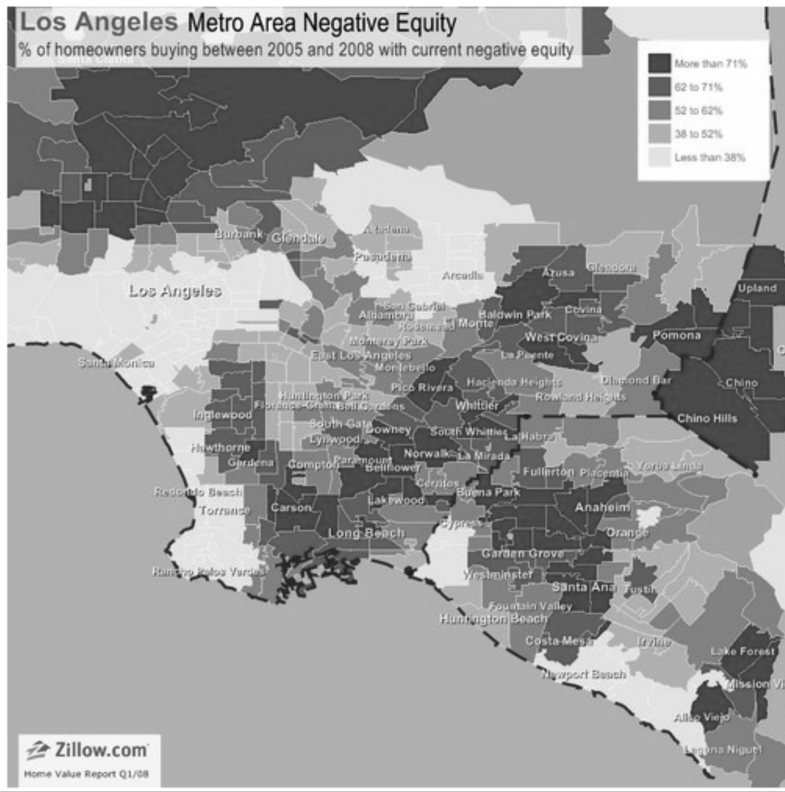 Los Angeles Metro Area Negative Equity
% of homeowners buying between 2005 and 2008 with current negative equity
Santa Clarita
More than 71%
62 to 71%
52 to 62%
38 to 52%
Less than 38%
Burbank
Glendale
Altadena
Pasadena
Arcadia
Azusa
Glendora
Upland
Los Angeles
San Gabriel
Alhambra
Rosemead
El Monte
Baldwin Park
Covina
West Covina
Pomona
Monterey Park
East Los Angeles
Montebello
La Puente
Santa Monica
Chino
Diamond Bar
Hacienda Heights
Rowland Heights
Pico Rivera
Whittier
Huntington Park
Bell Gardens
Chino Hills
Inglewood
South Gate
Downey
South Whittier
La Habra
Lynwood
Hawthorne
Norwalk
La Mirada
Gardena
Compton
Paramount
Bellflower
Fullerton
Placentia
Yorba Linda
Cerritos
Buena Park
Redondo Beach
Torrance
Carson
Lakewood
Anaheim
Cypress
Orange
Long Beach
Garden Grove
Rancho Palos Verdes
Westminster
Santa Ana
Tustin
Fountain Valley
Huntington Beach
Costa Mesa
Irvine
Lake Forest
Newport Beach
Mission Vi
Aliso Viejo
Laguna Niguel
Zillow.com
Home Value Report Q1/08